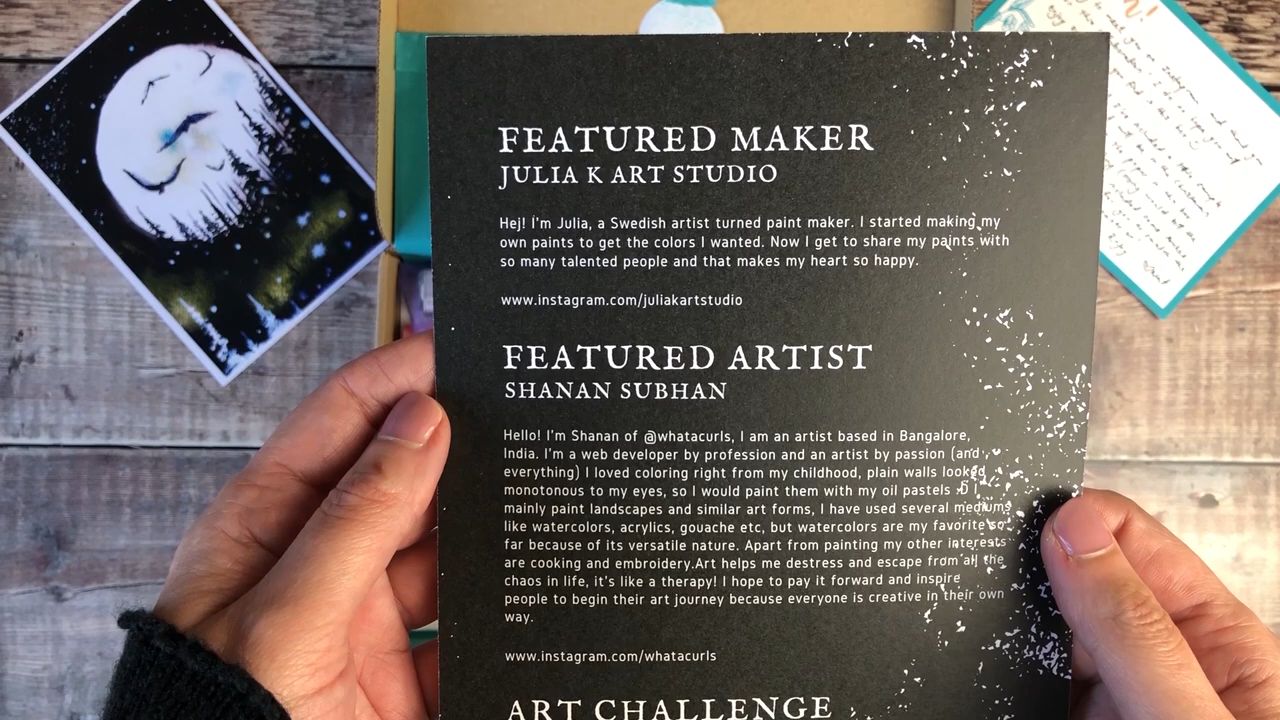 FEATURED MAKER
JULIA K ART STUDIO
Hej! I'm Julia, a Swedish artist turned paint maker. I started making my
own paints to get the colors I wanted. Now I get to share my paints with
so many talented people and that makes my heart so happy.
www.instagram.com/juliakartstudio
FEATURED ARTIST
SHANAN SUBHAN
Hello! I'm Shanan of @whatacurls, I am an artist based in Bangalore,
India. I'm a web developer by profession and an artist by passion (and
everything) I loved coloring right from my childhood, plain walls looked
monotonous to my eyes, so I would paint them with my oil pastels :D I
mainly paint landscapes and similar art forms, I have used several mediums
like watercolors, acrylics, gouache etc, but watercolors are my favorite so
far because of its versatile nature. Apart from painting my other interests
are cooking and embroidery.Art helps me destress and escape from all the
chaos in life, it's like a therapy! I hope to pay it forward and inspire
people to begin their art journey because everyone is creative in their own
way.
www.instagram.com/whatacurls
ART CHALLENGE